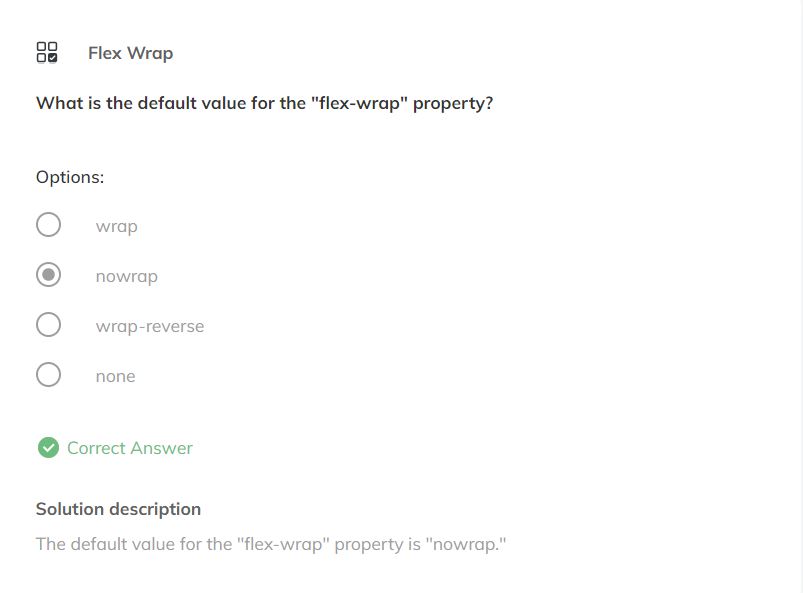 Flex Wrap
What is the default value for the "flex-wrap" property?
Options:
wrap
nowrap
wrap-reverse
none
Correct Answer
Solution description
The default value for the "flex-wrap" property is "nowrap."